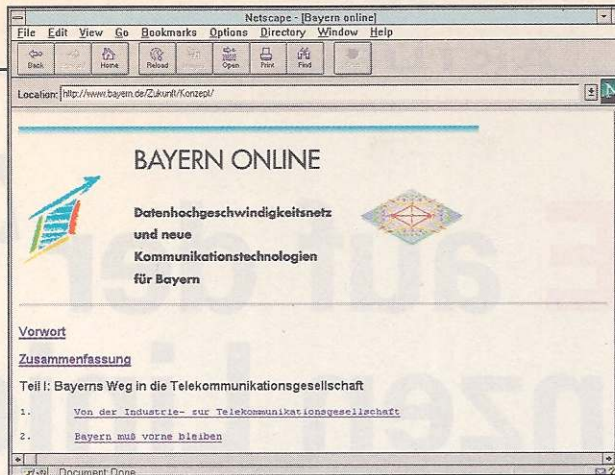 Netscape - [Bayern online]
File Edit View Go Bookmarks Options Directory Window Help
Back Home Reload Open Print Find
Location: http://www.bayern.de/Zukunft/Konzept/
N
BAYERN ONLINE
Datenhochgeschwindigkeitsnetz
und neue
Kommunikationstechnologien
für Bayern
Vorwort
Zusammenfassung
Teil I: Bayerns Weg in die Telekommunikationsgesellschaft
1. Von der Industrie- zur Telekommunikationsgesellschaft
2. Bayern muß vorne bleiben
Document Done